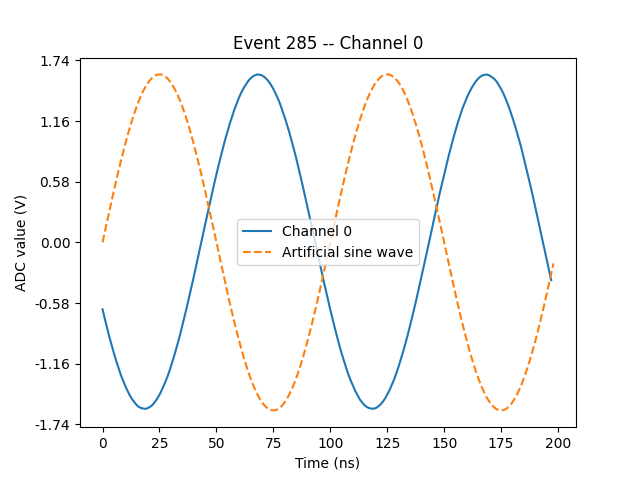 Event 285 -- Channel 0
1.74
1.16
0.58
0.00
-0.58
-1.16
-1.74
ADC value (V)
Channel 0
Artificial sine wave
0 25 50 75 100 125 150 175 200
Time (ns)